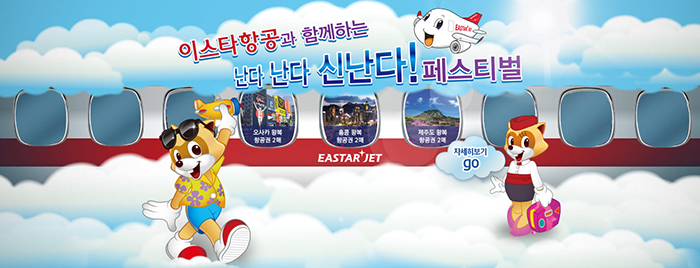 이스타항공과 함께하는
난다 난다 신난다! 페스티벌
EASTAR JET
오사카 왕복
항공권 2매
홍콩 왕복
항공권 2매
제주도 왕복
항공권 2매
EASTAR JET
자세히보기
go